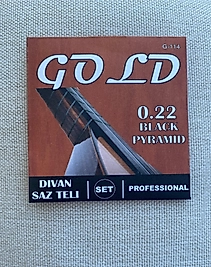 G-114
GOLD
0.22
BLACK
PYRAMID
DIVAN
SAZ TELI
SET
PROFESSIONAL